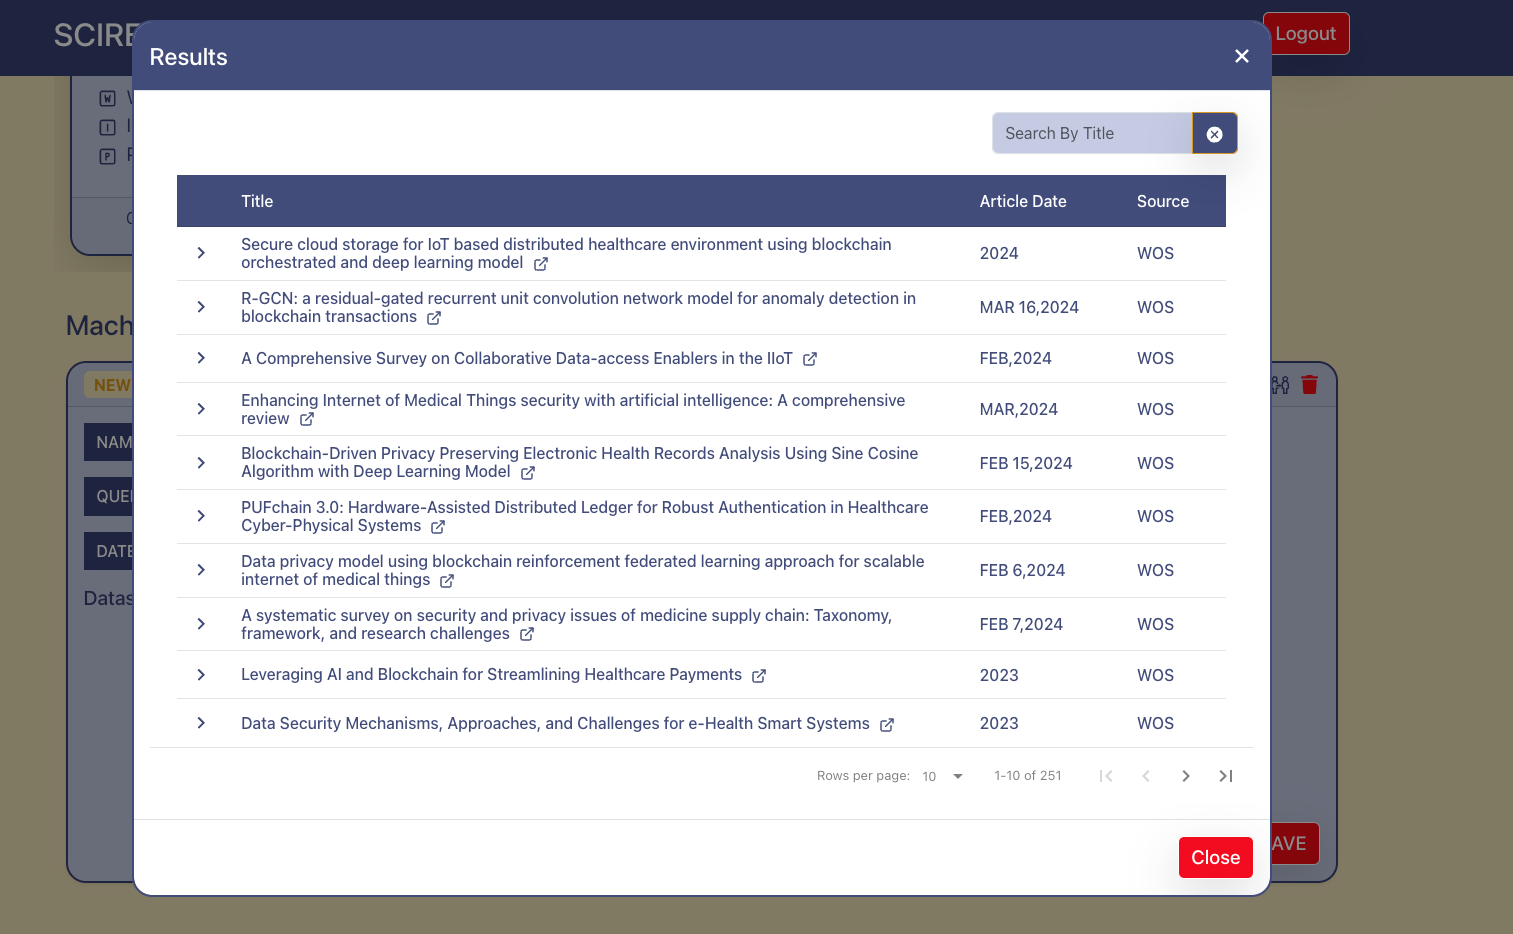 SCIRE
Logout
Results
W
I
P
Search By Title
Title Article Date Source
Secure cloud storage for IoT based distributed healthcare environment using blockchain
orchestrated and deep learning model
2024 WOS
R-GCN: a residual-gated recurrent unit convolution network model for anomaly detection in
blockchain transactions
MAR 16,2024 WOS
Mach
A Comprehensive Survey on Collaborative Data-access Enablers in the IIoT
FEB,2024 WOS
NEW
Enhancing Internet of Medical Things security with artificial intelligence: A comprehensive
review
MAR,2024 WOS
NAM
Blockchain-Driven Privacy Preserving Electronic Health Records Analysis Using Sine Cosine
Algorithm with Deep Learning Model
FEB 15,2024 WOS
QUE
PUFchain 3.0: Hardware-Assisted Distributed Ledger for Robust Authentication in Healthcare
Cyber-Physical Systems
FEB,2024 WOS
DATE
Data privacy model using blockchain reinforcement federated learning approach for scalable
internet of medical things
FEB 6,2024 WOS
Datas
A systematic survey on security and privacy issues of medicine supply chain: Taxonomy,
framework, and research challenges
FEB 7,2024 WOS
Leveraging AI and Blockchain for Streamlining Healthcare Payments
2023 WOS
Data Security Mechanisms, Approaches, and Challenges for e-Health Smart Systems
2023 WOS
Rows per page: 10 1-10 of 251
AVE
Close